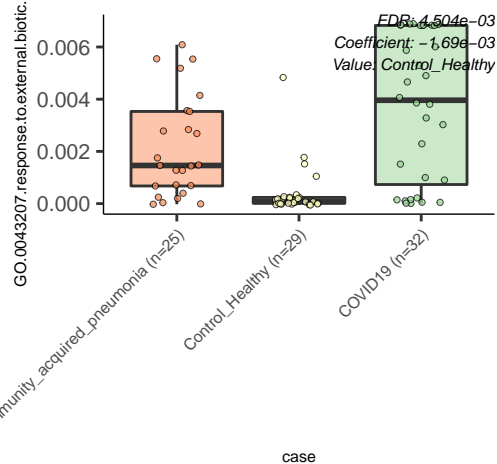 FDR: 4.504e−03
Coefficient: −1.69e−03
Value: Control_Healthy
GO.0043207.response.to.external.biotic.
0.006
0.004
0.002
0.000
munity_acquired_pneumonia (n=25)
Control_Healthy (n=29)
COVID19 (n=32)
case